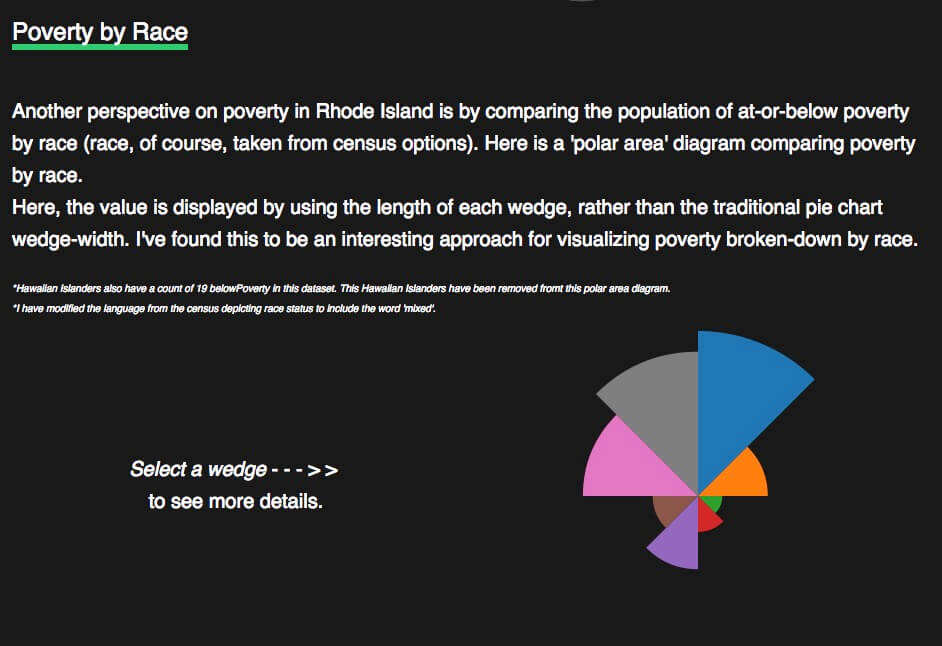 Poverty by Race
Another perspective on poverty in Rhode Island is by comparing the population of at-or-below poverty
by race (race, of course, taken from census options). Here is a 'polar area' diagram comparing poverty
by race.
Here, the value is displayed by using the length of each wedge, rather than the traditional pie chart
wedge-width. I've found this to be an interesting approach for visualizing poverty broken-down by race.
*Hawaiian Islanders also have a count of 19 belowPoverty in this dataset. This Hawaiian Islanders have been removed fromt this polar area diagram.
*I have modified the language from the census depicting race status to include the word 'mixed'.
Select a wedge - - - > >
to see more details.